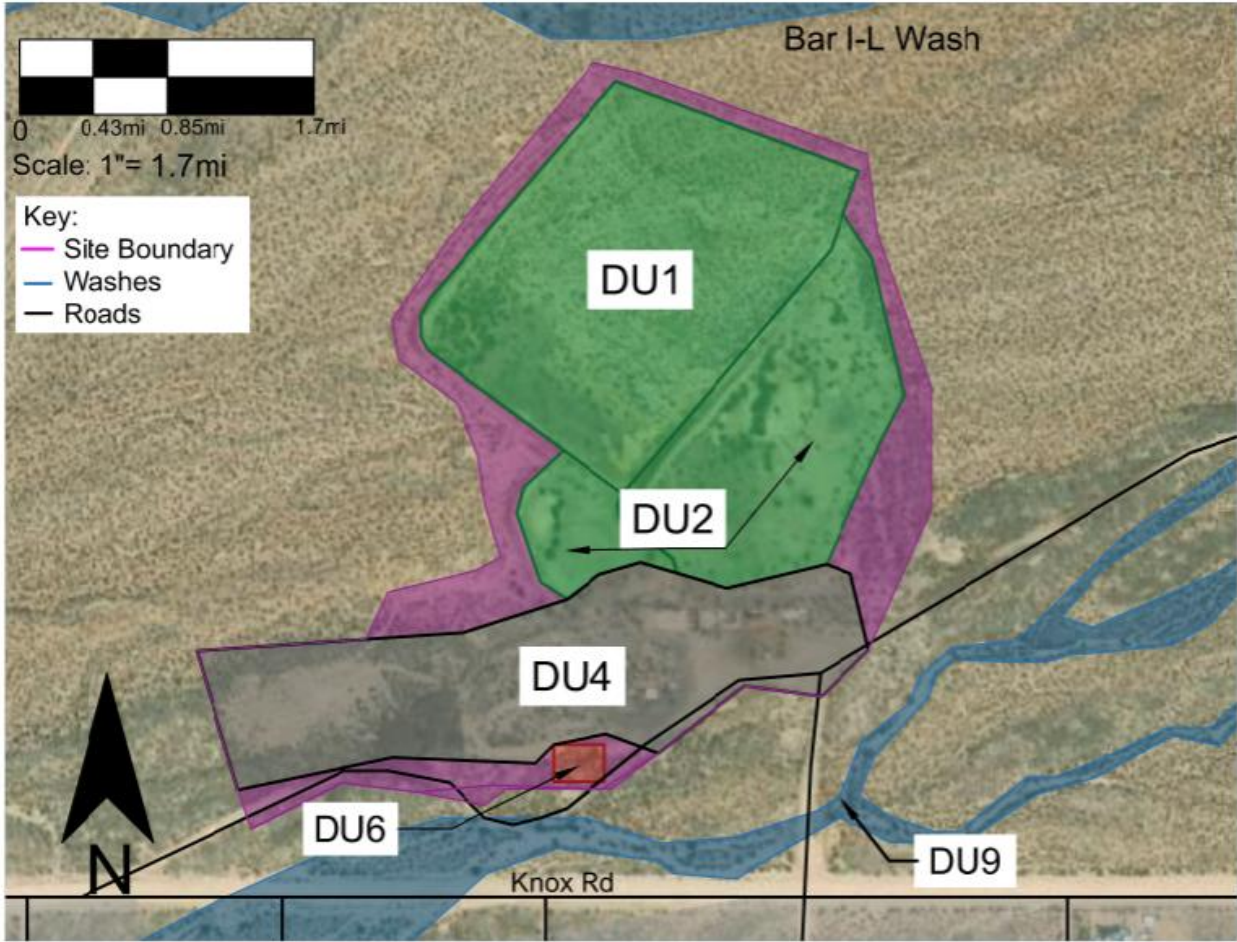 Bar I-L Wash
0 0.43mi 0.85mi 1.7mi
Scale: 1"= 1.7mi
Key:
Site Boundary
Washes
Roads
DU1
DU2
DU4
DU6
DU9
N
Knox Rd